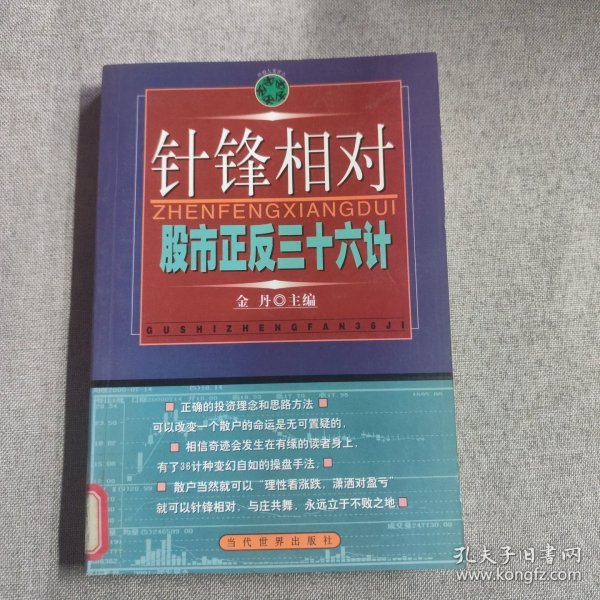 针锋相对
ZHENFENGXIANGDUI
股市正反三十六计
金丹◎主编
GUSHIZHENGFAN36JI
正确的投资理念和思路方法
可以改变一个散户的命运是无可置疑的,
相信奇迹会发生在有缘的读者身上,
有了36计种变幻自如的操盘手法,
散户当然就可以“理性看涨跌,潇洒对盈亏”
就可以针锋相对、与庄共舞、永远立于不败之地
当代世界出版社
孔夫子旧书网
www.kongfz.com